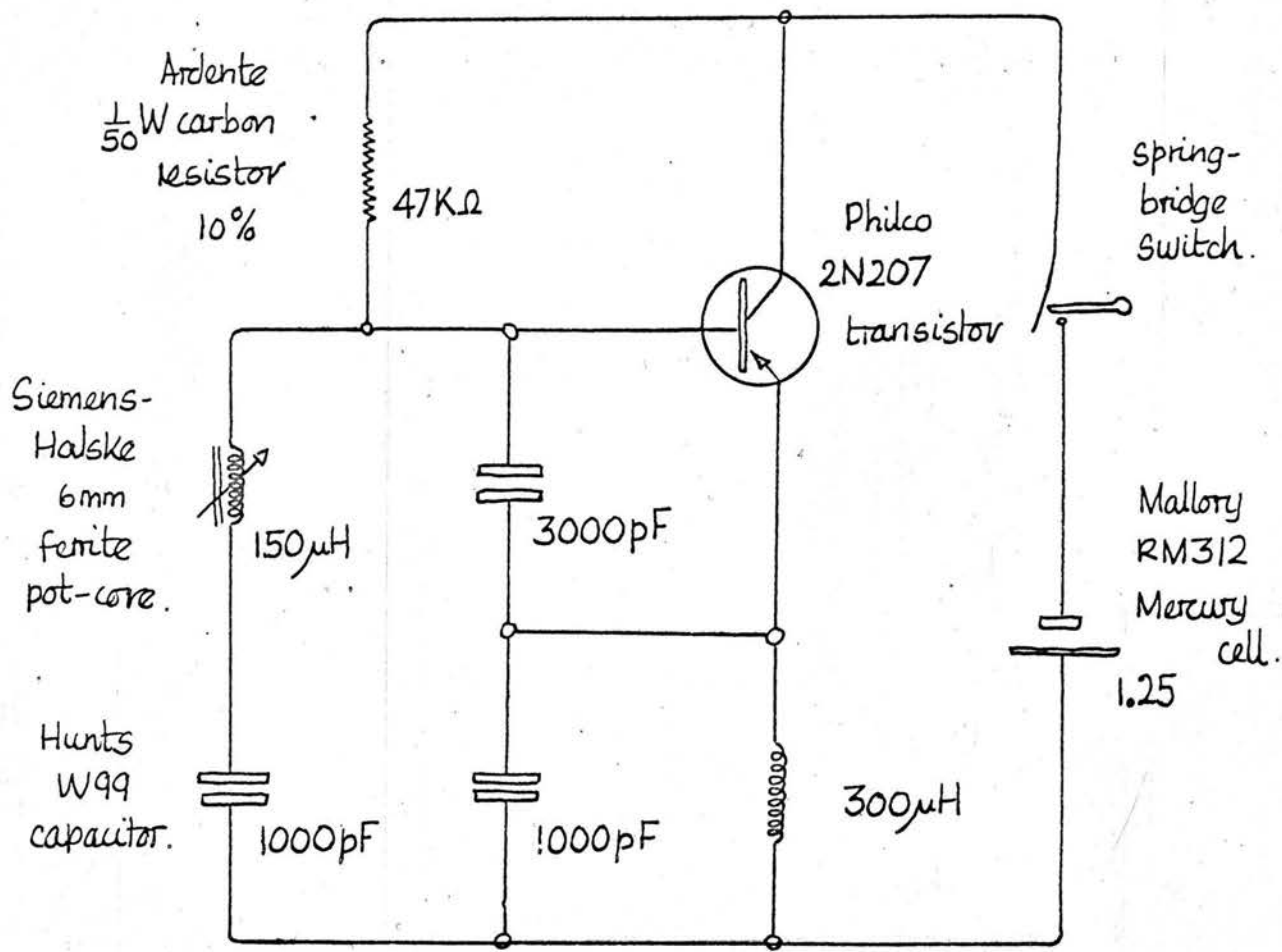 Ardente
1/50 W carbon
resistor
10%
47KΩ
Philco
2N207
transistor
spring-
bridge
switch.
Siemens-
Halske
6mm
ferrite
pot-core.
150μH
3000pF
Mallory
RM312
Mercury
cell.
1.25
Hunts
W99
capacitor.
1000pF
1000pF
300μH